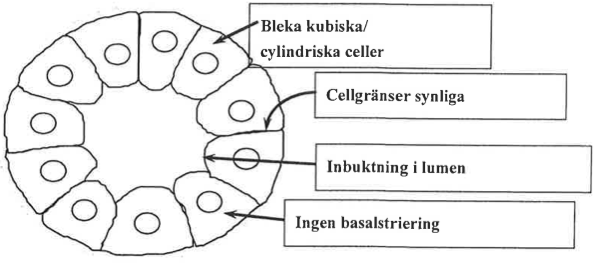 Bleka kubiska/
cylindriska celler
Cellgränser synliga
Inbuktning i lumen
Ingen basalstriering